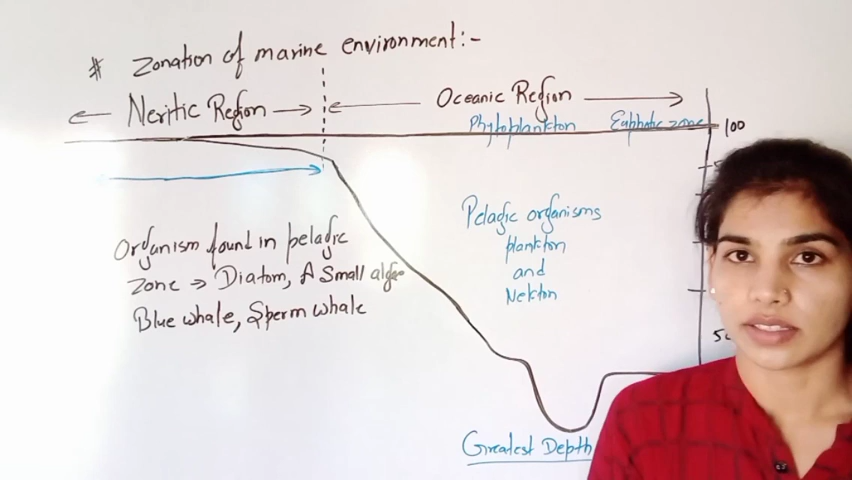 # Zonation of marine environment:-
Neritic Region
Oceanic Region
Phytoplankton Euphotic zone
100
Pelagic organisms
plankton
and
Nekton
Organism found in pelagic
zone → Diatom, A Small algae
Blue whale, Sperm whale
Greatest Depth